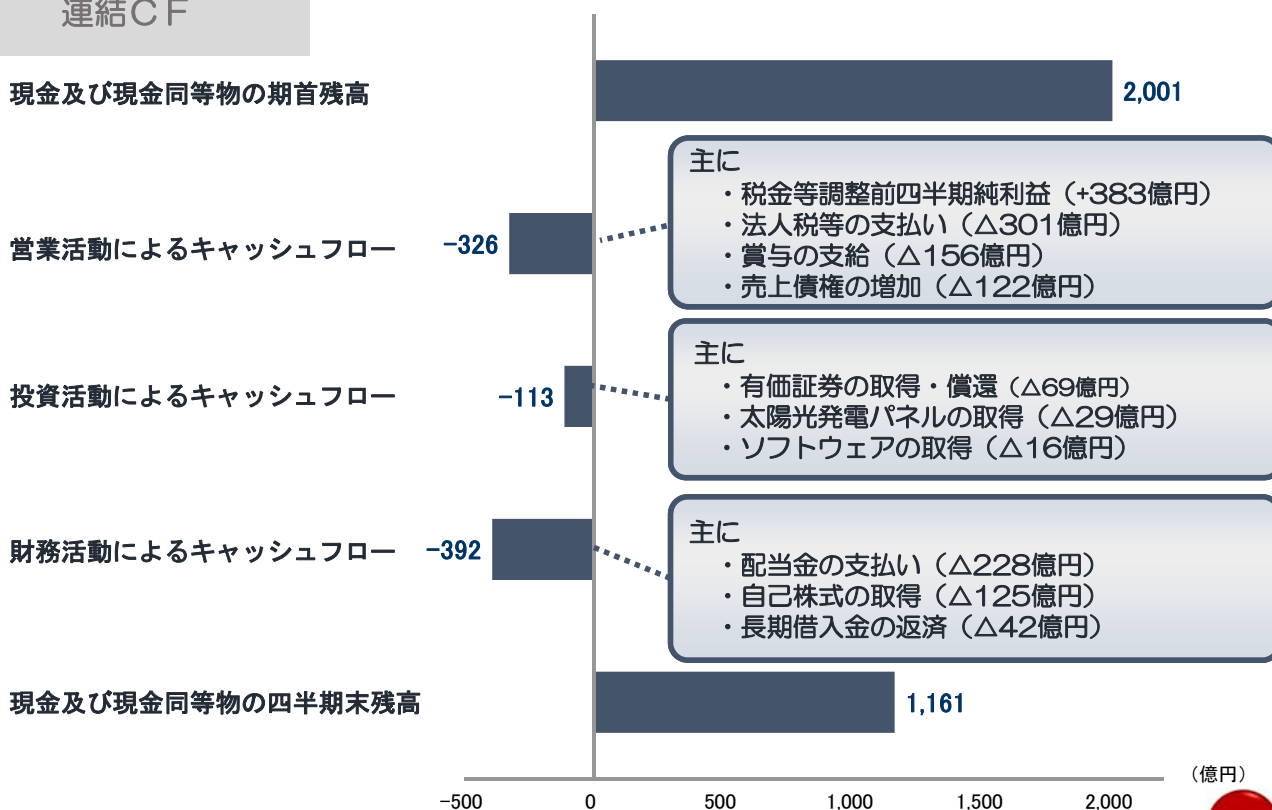 連結CF
現金及び現金同等物の期首残高
2,001
主に
・税金等調整前四半期純利益（+383億円）
・法人税等の支払い（△301億円）
・賞与の支給（△156億円）
・売上債権の増加（△122億円）
営業活動によるキャッシュフロー
-326
主に
・有価証券の取得・償還（△69億円）
・太陽光発電パネルの取得（△29億円）
・ソフトウェアの取得（△16億円）
投資活動によるキャッシュフロー
-113
主に
・配当金の支払い（△228億円）
・自己株式の取得（△125億円）
・長期借入金の返済（△42億円）
財務活動によるキャッシュフロー
-392
現金及び現金同等物の四半期末残高
1,161
（億円）
-500 0 500 1,000 1,500 2,000